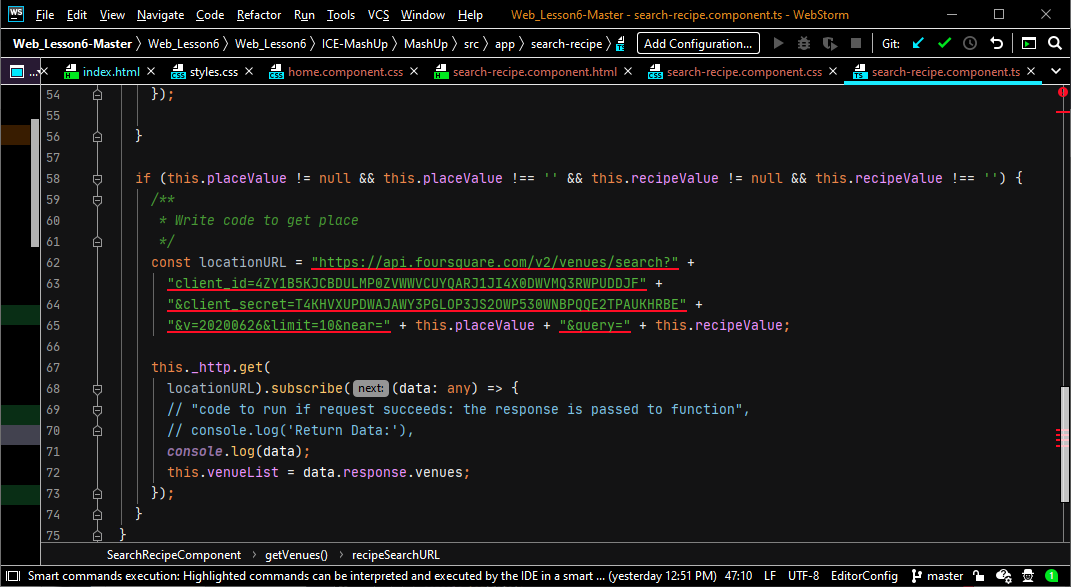 WS File Edit View Navigate Code Refactor Run Tools VCS Window Help Web_Lesson6-Master - search-recipe.component.ts - WebStorm
Web_Lesson6-Master Web_Lesson6 Web_Lesson6 ICE-MashUp MashUp src app search-recipe TS Add Configuration... Git:
... H index.html CSS styles.css CSS home.component.css H search-recipe.component.html CSS search-recipe.component.css TS search-recipe.component.ts
54 });
55
56 }
57
58 if (this.placeValue != null && this.placeValue !== '' && this.recipeValue != null && this.recipeValue !== '') {
59 /**
60 * Write code to get place
61 */
62 const locationURL = "https://api.foursquare.com/v2/venues/search?" +
63 "client_id=4ZY1B5KJCBDULMP0ZVWWVCUYQARJ1JI4X0DWVMQ3RWPUDDJF" +
64 "&client_secret=T4KHVXUPDWAJAWY3PGLOP3JS2OWP530WNBPOQE2TPAUKHRBE" +
65 "&v=20200626&limit=10&near=" + this.placeValue + "&query=" + this.recipeValue;
66
67 this._http.get(
68 locationURL).subscribe( next: (data: any) => {
69 // "code to run if request succeeds: the response is passed to function",
70 // console.log('Return Data:'),
71 console.log(data);
72 this.venueList = data.response.venues;
73 });
74 }
75 }
SearchRecipeComponent › getVenues() › recipeSearchURL
Smart commands execution: Highlighted commands can be interpreted and executed by the IDE in a smart ... (yesterday 12:51 PM) 47:10 LF UTF-8 EditorConfig master 1